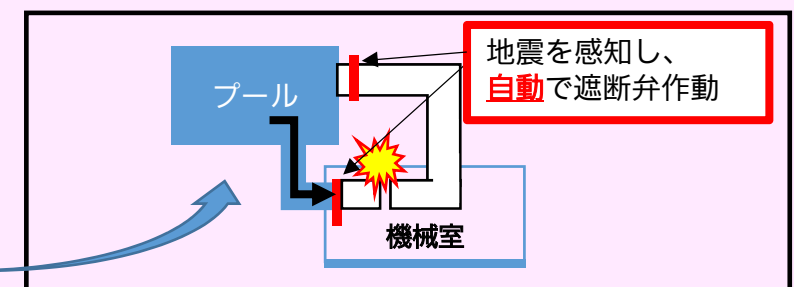 地震を感知し、
自動で遮断弁作動
プール
機械室